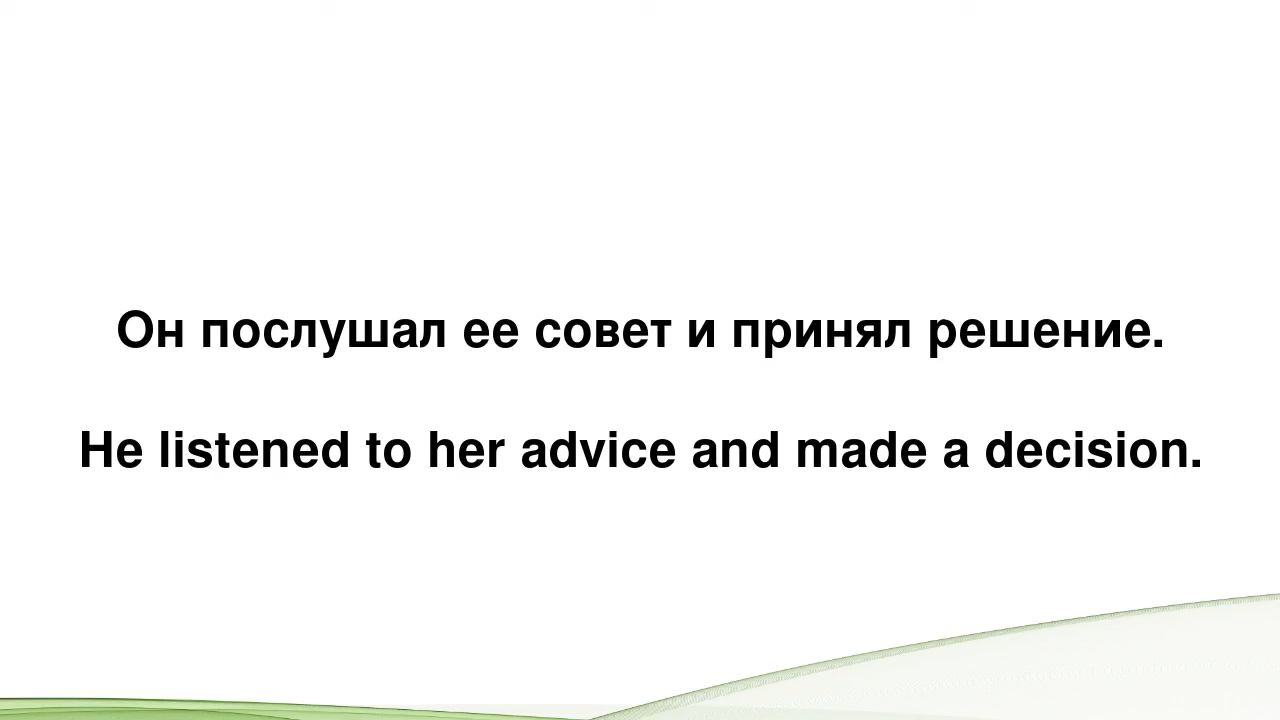 Он послушал ее совет и принял решение.
He listened to her advice and made a decision.